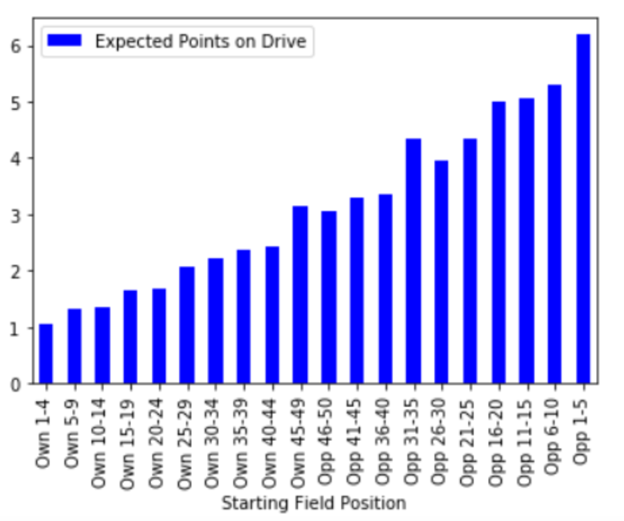 Expected Points on Drive
6
5
4
3
2
1
0
Own 1-4
Own 5-9
Own 10-14
Own 15-19
Own 20-24
Own 25-29
Own 30-34
Own 35-39
Own 40-44
Own 45-49
Opp 46-50
Opp 41-45
Opp 36-40
Opp 31-35
Opp 26-30
Opp 21-25
Opp 16-20
Opp 11-15
Opp 6-10
Opp 1-5
Starting Field Position